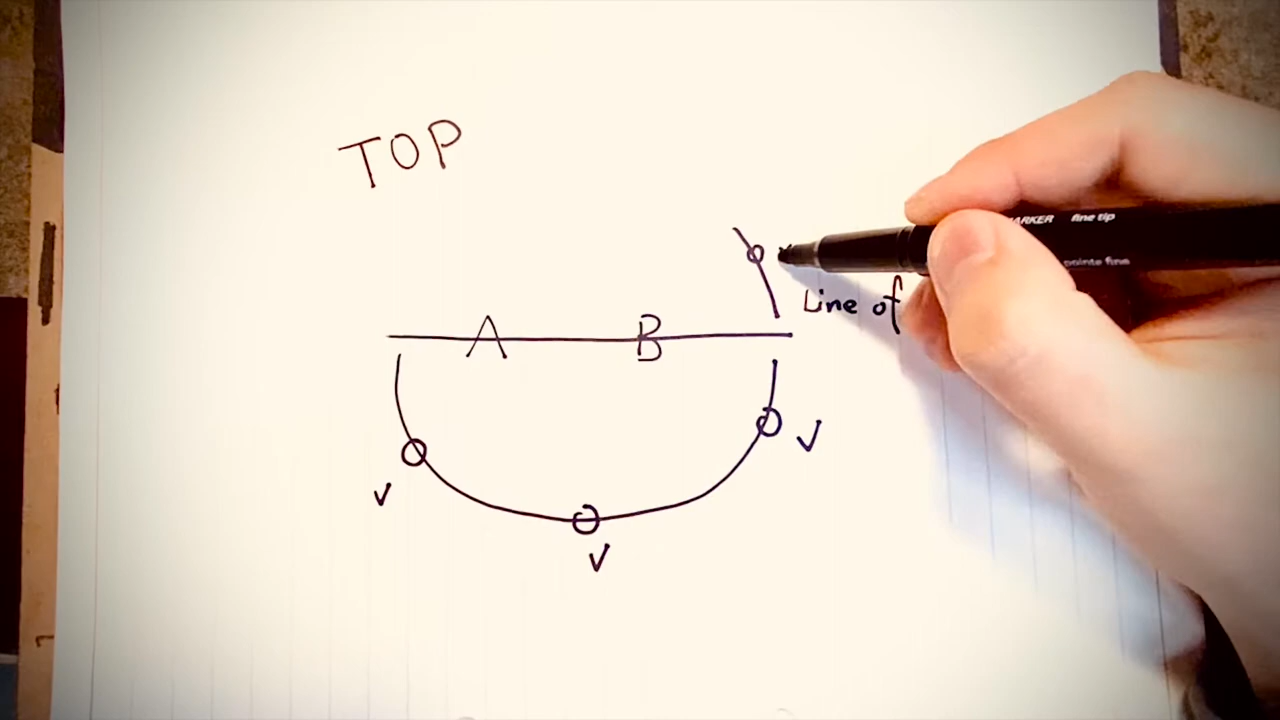 TOP
MARKER fine tip
pointe fine
Line of
A B
V
V
V